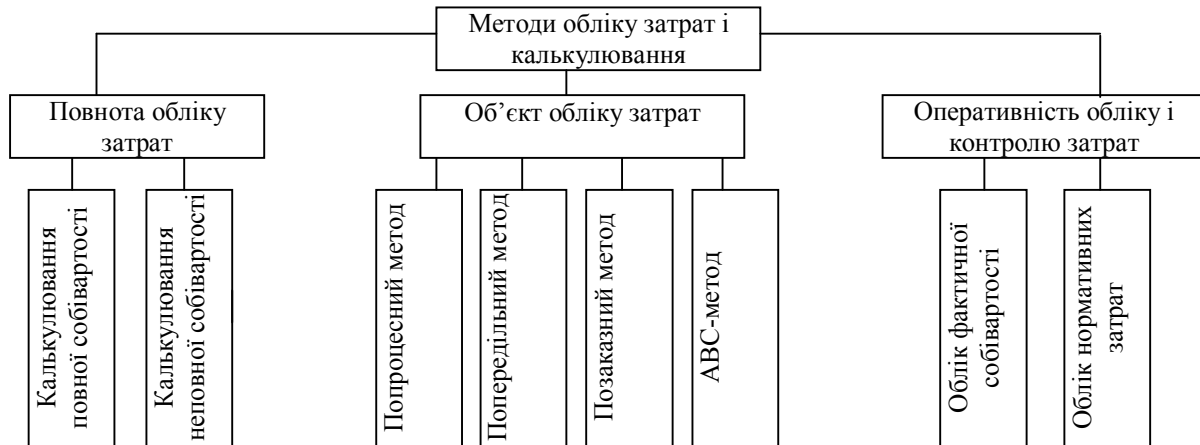 Методи обліку затрат і
калькулювання
Повнота обліку
затрат
Об’єкт обліку затрат
Оперативність обліку і
контролю затрат
Калькулювання
повної собівартості
Калькулювання
неповної собівартості
Попроцесний метод
Попередільний метод
Позаказний метод
АВС-метод
Облік фактичної
собівартості
Облік нормативних
затрат